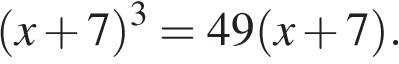 (x + 7)³ = 49(x + 7).